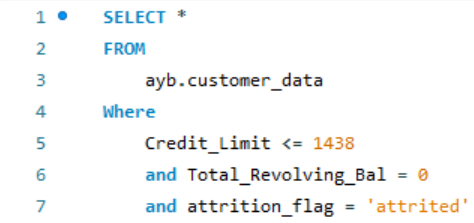 1 SELECT *
2 FROM
3 ayb.customer_data
4 Where
5 Credit_Limit <= 1438
6 and Total_Revolving_Bal = 0
7 and attrition_flag = 'attrited'